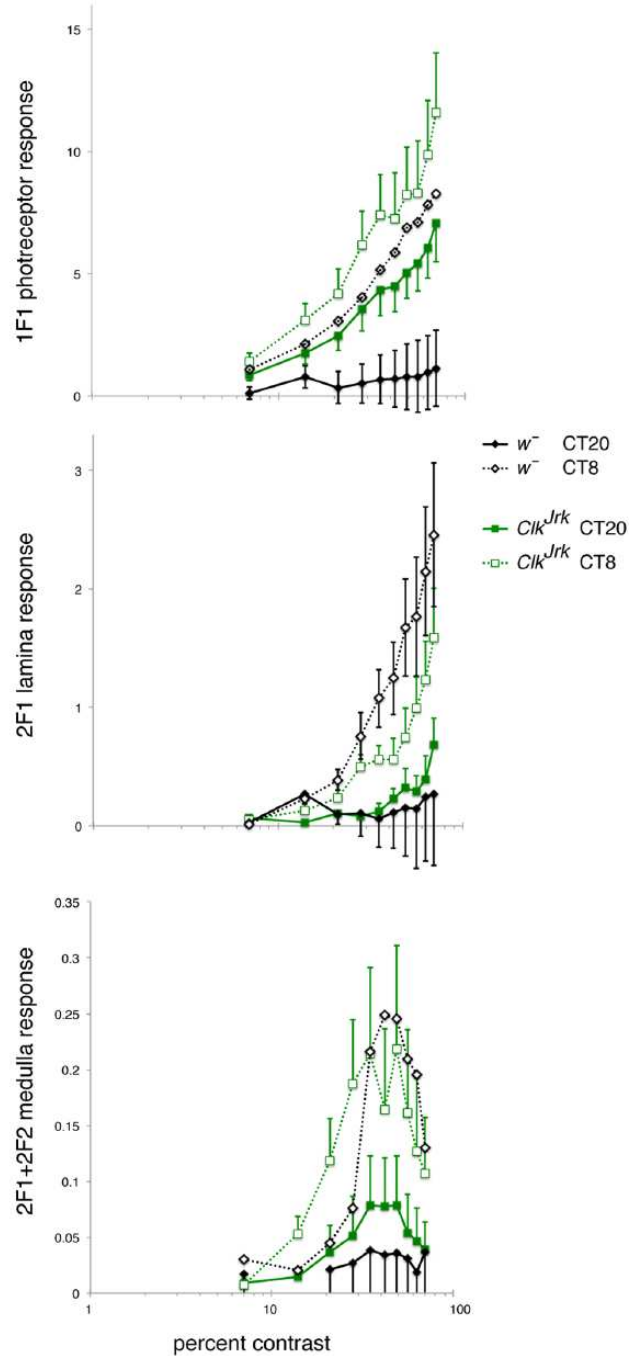 15
10
5
0
1F1 photreceptor response
3
2
1
0
2F1 lamina response
w⁻ CT20
w⁻ CT8
Clk^Jrk CT20
Clk^Jrk CT8
0.35
0.3
0.25
0.2
0.15
0.1
0.05
0
2F1+2F2 medulla response
1 10 100
percent contrast